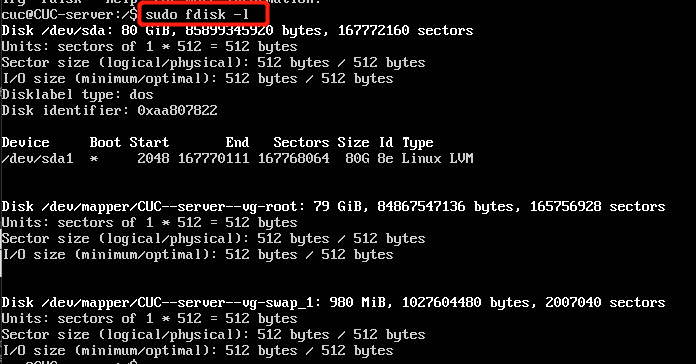 cuc@CUC-server:/$ sudo fdisk -l
Disk /dev/sda: 80 GiB, 85899345920 bytes, 167772160 sectors
Units: sectors of 1 * 512 = 512 bytes
Sector size (logical/physical): 512 bytes / 512 bytes
I/O size (minimum/optimal): 512 bytes / 512 bytes
Disklabel type: dos
Disk identifier: 0xaa807822
Device Boot Start End Sectors Size Id Type
/dev/sda1 * 2048 167770111 167768064 80G 8e Linux LVM
Disk /dev/mapper/CUC--server--vg-root: 79 GiB, 84867547136 bytes, 165756928 sectors
Units: sectors of 1 * 512 = 512 bytes
Sector size (logical/physical): 512 bytes / 512 bytes
I/O size (minimum/optimal): 512 bytes / 512 bytes
Disk /dev/mapper/CUC--server--vg-swap_1: 980 MiB, 1027604480 bytes, 2007040 sectors
Units: sectors of 1 * 512 = 512 bytes
Sector size (logical/physical): 512 bytes / 512 bytes
I/O size (minimum/optimal): 512 bytes / 512 bytes